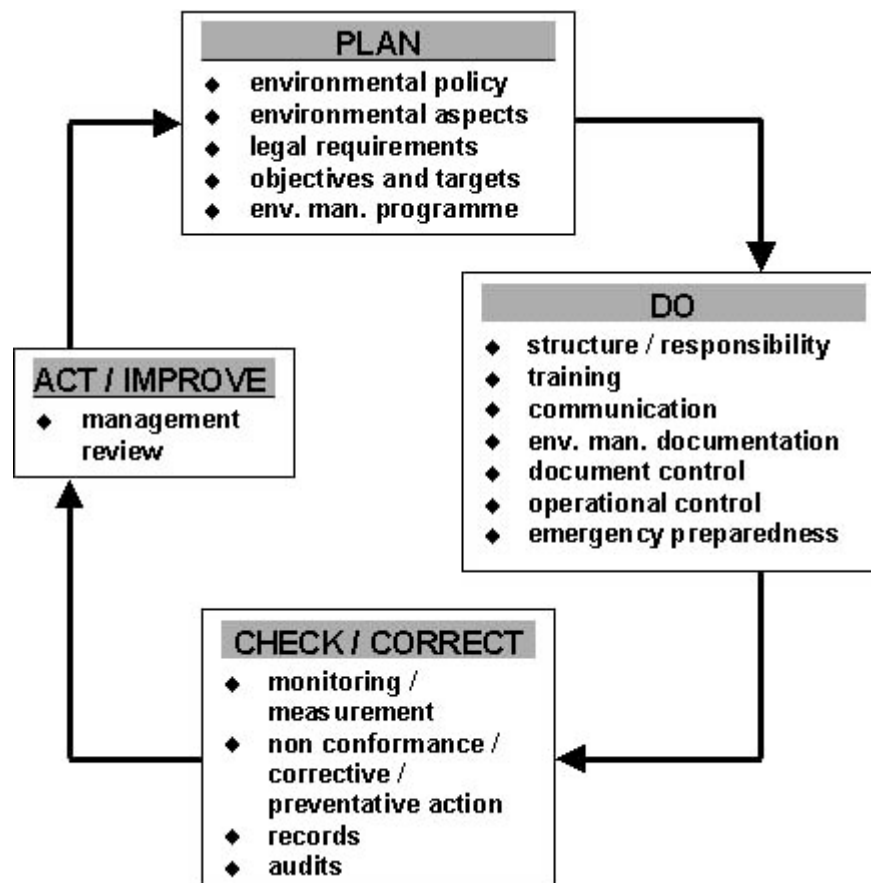 PLAN
◆ environmental policy
◆ environmental aspects
◆ legal requirements
◆ objectives and targets
◆ env. man. programme
DO
◆ structure / responsibility
◆ training
◆ communication
◆ env. man. documentation
◆ document control
◆ operational control
◆ emergency preparedness
ACT / IMPROVE
◆ management
review
CHECK / CORRECT
◆ monitoring /
measurement
◆ non conformance /
corrective /
preventative action
◆ records
◆ audits